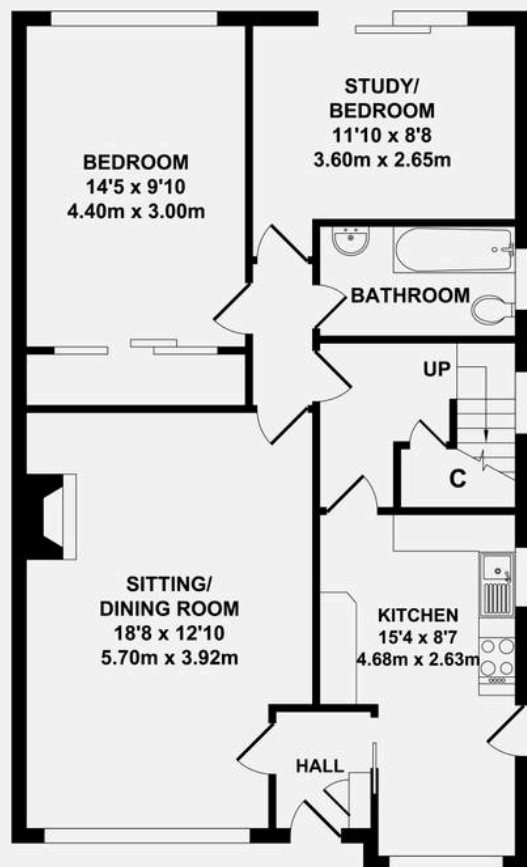 STUDY/
BEDROOM
11'10 x 8'8
3.60m x 2.65m
BEDROOM
14'5 x 9'10
4.40m x 3.00m
BATHROOM
UP
C
SITTING/
DINING ROOM
18'8 x 12'10
5.70m x 3.92m
KITCHEN
15'4 x 8'7
4.68m x 2.63m
HALL